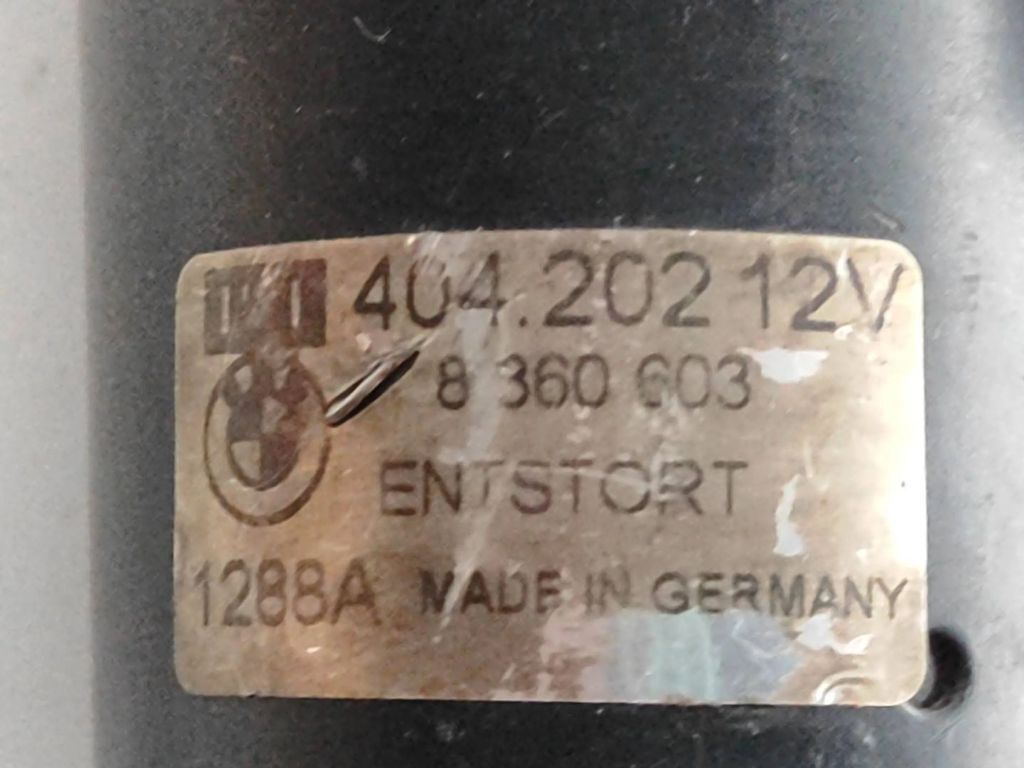 404.202 12V
8 360 603
ENTSTORT
1288A MADE IN GERMANY